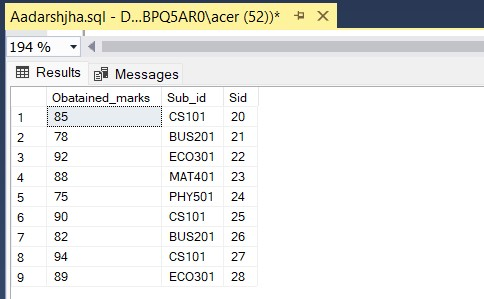 Aadarshjha.sql - D...BPQ5AR0\acer (52))*
194 %
Results Messages
Obatained_marks Sub_id Sid
1 85 CS101 20
2 78 BUS201 21
3 92 ECO301 22
4 88 MAT401 23
5 75 PHY501 24
6 90 CS101 25
7 82 BUS201 26
8 94 CS101 27
9 89 ECO301 28